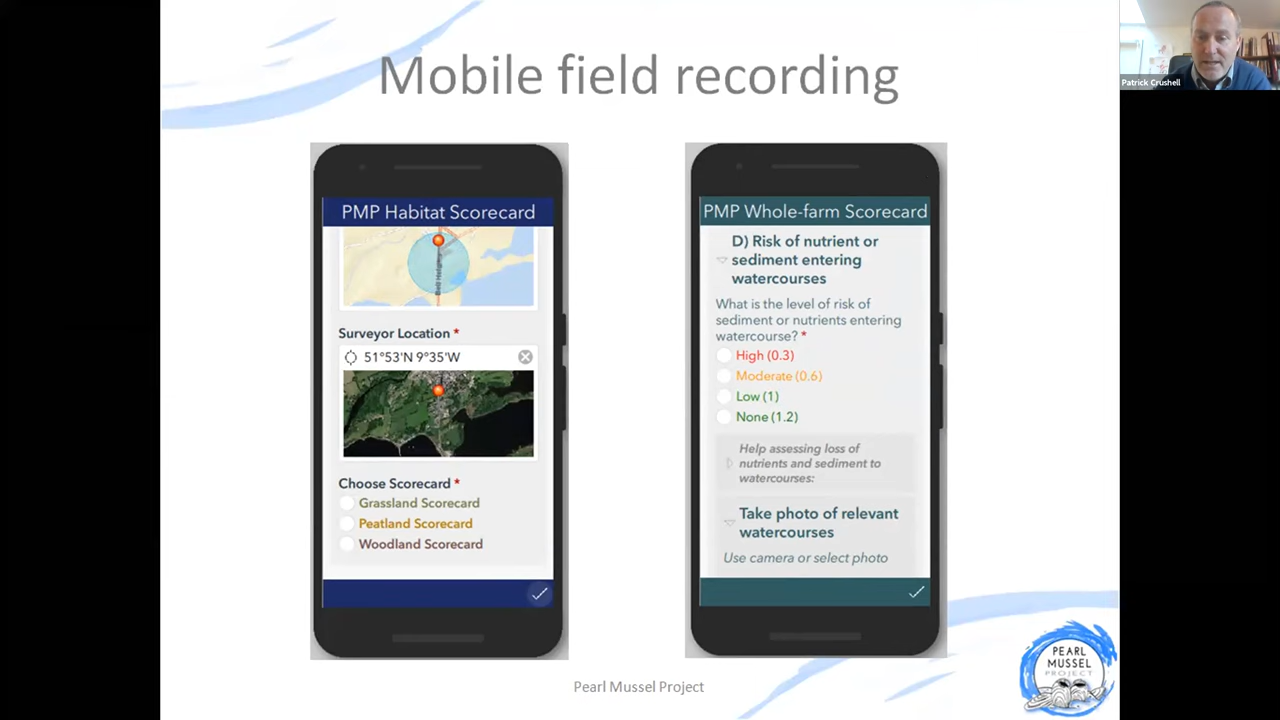 Mobile field recording
Patrick Crushell
PMP Habitat Scorecard
Surveyor Location *
51°53'N 9°35'W
Choose Scorecard *
Grassland Scorecard
Peatland Scorecard
Woodland Scorecard
PMP Whole-farm Scorecard
D) Risk of nutrient or
sediment entering
watercourses
What is the level of risk of
sediment or nutrients entering
watercourse? *
High (0.3)
Moderate (0.6)
Low (1)
None (1.2)
Help assessing loss of
nutrients and sediment to
watercourses:
Take photo of relevant
watercourses
Use camera or select photo
Pearl Mussel Project
PEARL
MUSSEL
PROJECT